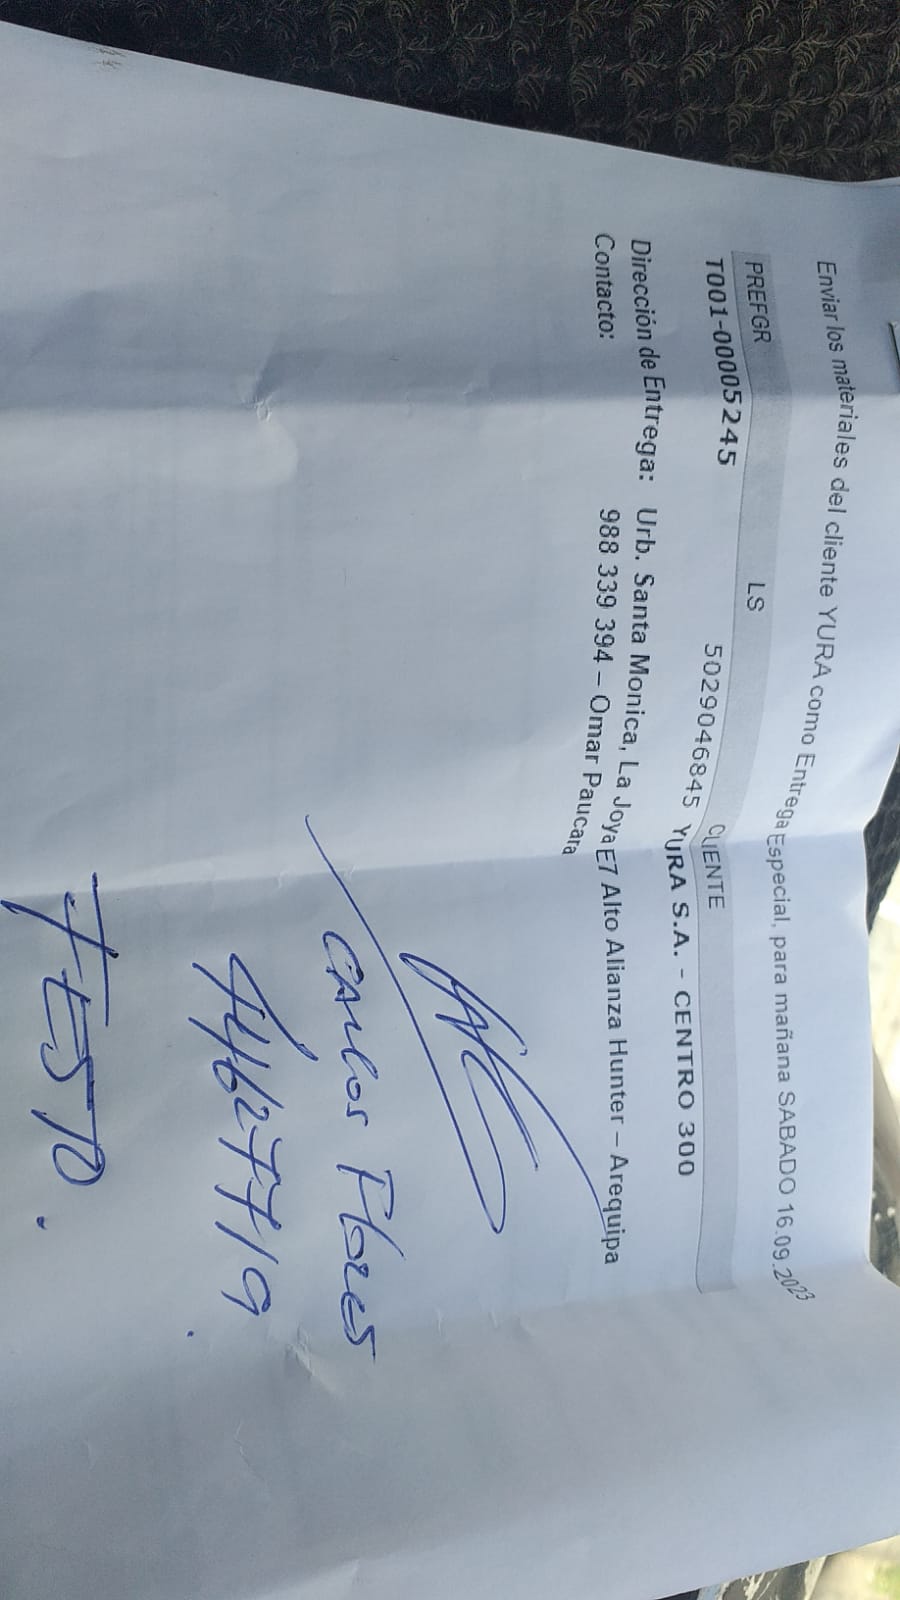 Enviar los materiales del cliente YURA como Entrega Especial, para mañana SABADO 16.09.2023
PREFGR LS CLIENTE
T001-00005245 5029046845 YURA S.A. - CENTRO 300
Dirección de Entrega: Urb. Santa Monica, La Joya E7 Alto Alianza Hunter – Arequipa
Contacto: 988 339 394 – Omar Paucara
Carlos Flores
44627719.
FESTO.